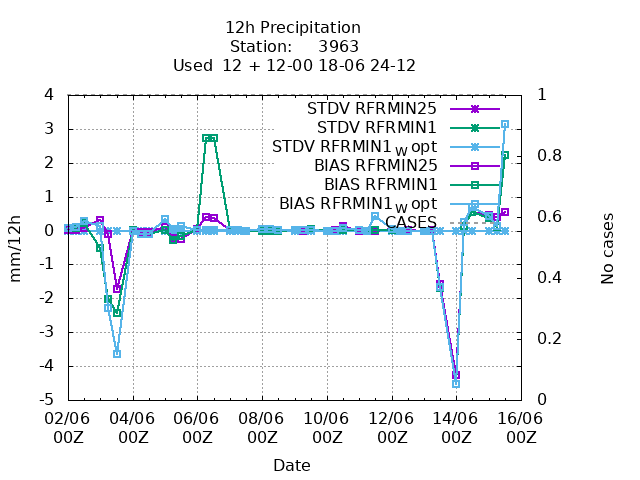 12h Precipitation
Station: 3963
Used 12 + 12-00 18-06 24-12
4
3
2
1
0
-1
-2
-3
-4
-5
mm/12h
1
0.8
0.6
0.4
0.2
0
No cases
STDV RFRMIN25
STDV RFRMIN1
STDV RFRMIN1w opt
BIAS RFRMIN25
BIAS RFRMIN1
BIAS RFRMIN1w opt
CASES
02/06 04/06 06/06 08/06 10/06 12/06 14/06 16/06
00Z 00Z 00Z 00Z 00Z 00Z 00Z 00Z
Date